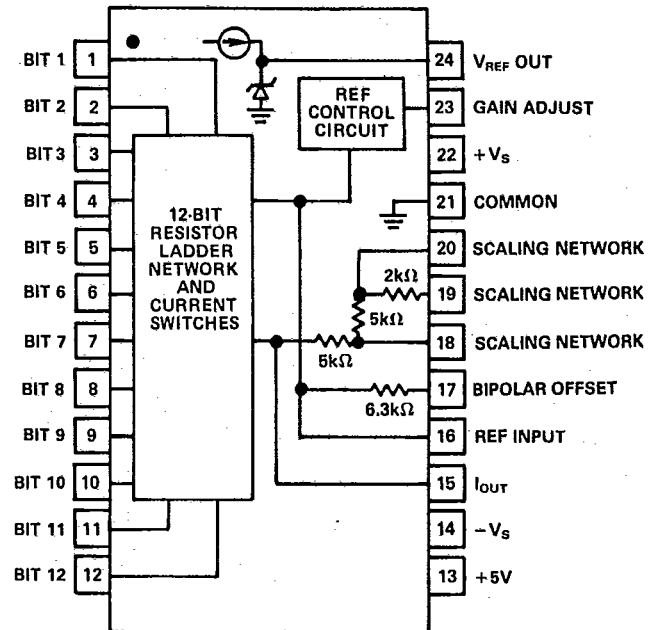 BIT 1 1
BIT 2 2
BIT 3 3
BIT 4 4
BIT 5 5
BIT 6 6
BIT 7 7
BIT 8 8
BIT 9 9
BIT 10 10
BIT 11 11
BIT 12 12
12-BIT
RESISTOR
LADDER
NETWORK
AND
CURRENT
SWITCHES
REF
CONTROL
CIRCUIT
2kΩ
5kΩ
5kΩ
6.3kΩ
24 VREF OUT
23 GAIN ADJUST
22 +VS
21 COMMON
20 SCALING NETWORK
19 SCALING NETWORK
18 SCALING NETWORK
17 BIPOLAR OFFSET
16 REF INPUT
15 IOUT
14 −VS
13 +5V